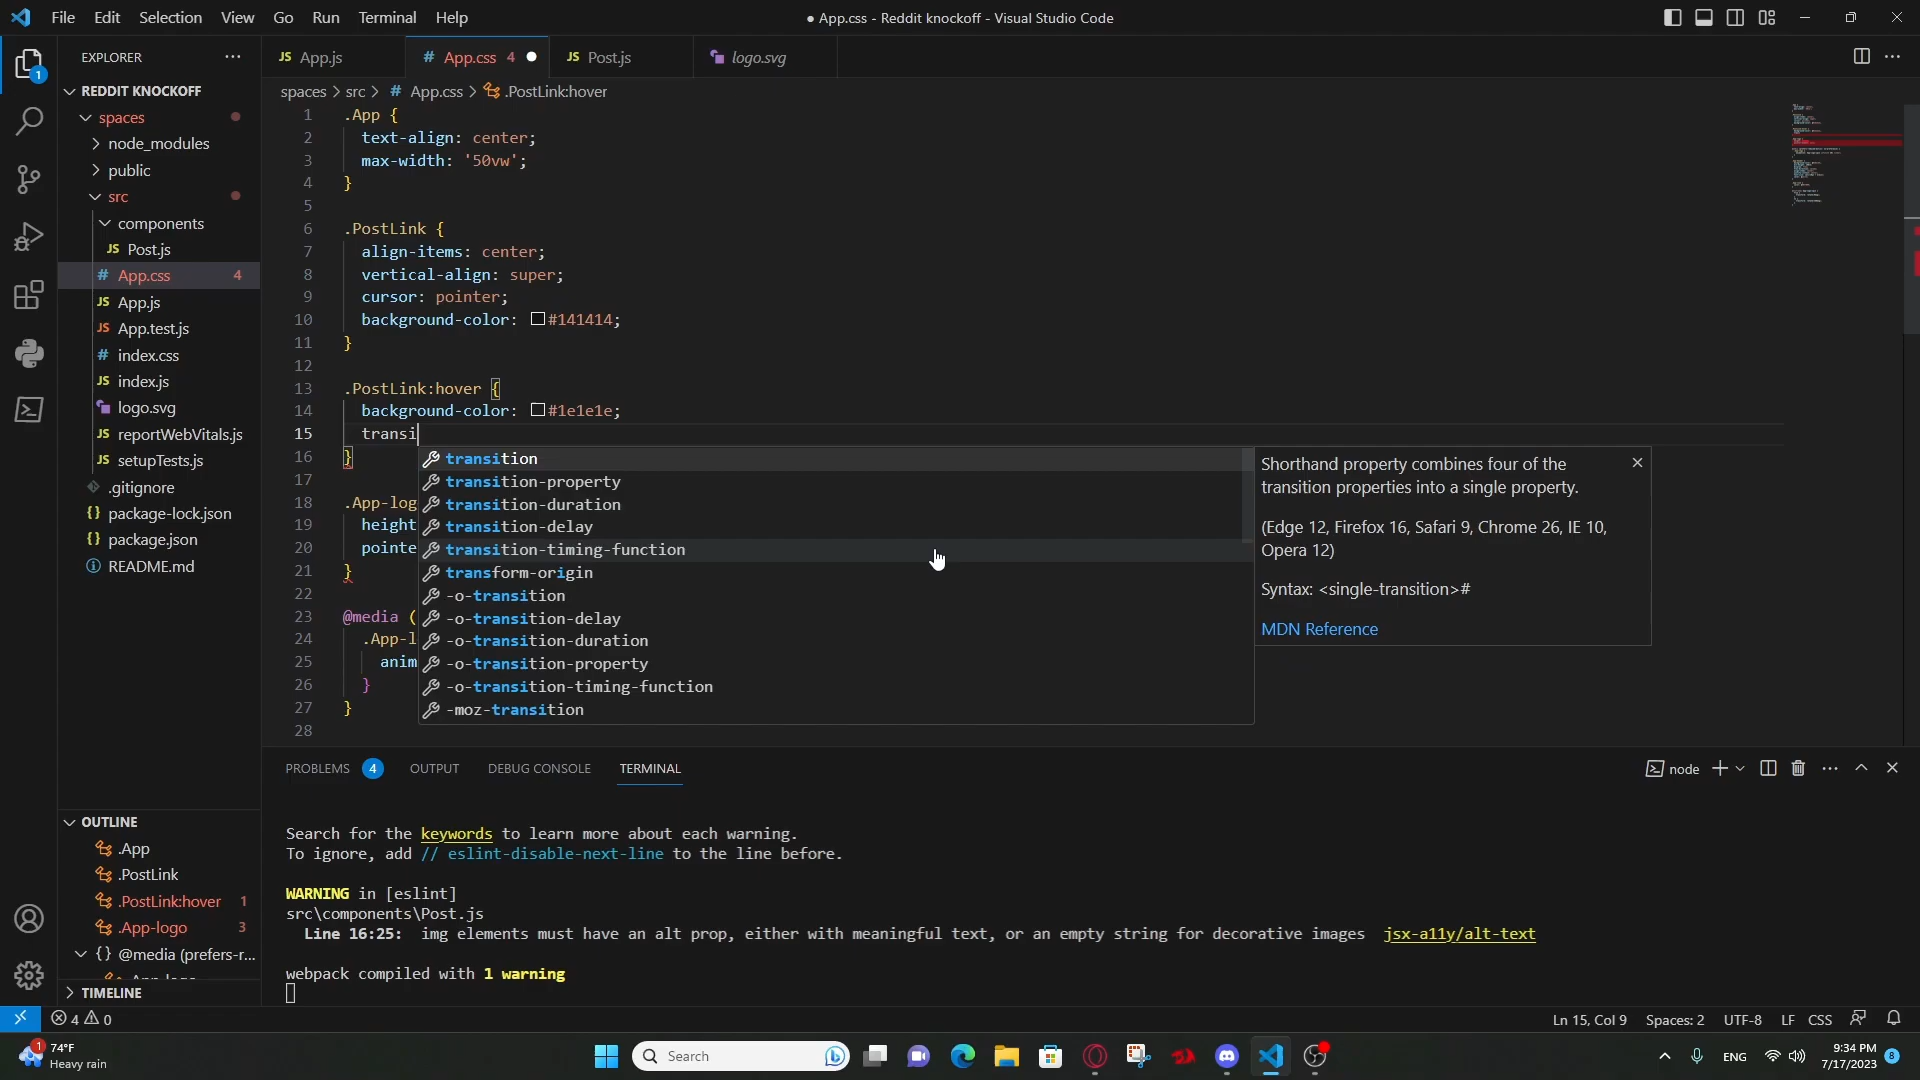 File Edit Selection View Go Run Terminal Help
● App.css - Reddit knockoff - Visual Studio Code
EXPLORER
1
REDDIT KNOCKOFF
spaces
node_modules
public
src
components
JS Post.js
# App.css 4
JS App.js
JS App.test.js
# index.css
JS index.js
logo.svg
JS reportWebVitals.js
JS setupTests.js
.gitignore
{} package-lock.json
{} package.json
README.md
OUTLINE
.App
.PostLink
.PostLink:hover 1
.App-logo 3
{} @media (prefers-r...
TIMELINE
JS App.js
# App.css 4 ●
JS Post.js
logo.svg
spaces > src > # App.css > .PostLink:hover
1 .App {
2 text-align: center;
3 max-width: '50vw';
4 }
5
6 .PostLink {
7 align-items: center;
8 vertical-align: super;
9 cursor: pointer;
10 background-color: #141414;
11 }
12
13 .PostLink:hover {
14 background-color: #1e1e1e;
15 transi
16 }
17
18 .App-log
19 height
20 pointe
21 }
22
23 @media (
24 .App-l
25 anim
26 }
27 }
28
transition
transition-property
transition-duration
transition-delay
transition-timing-function
transform-origin
-o-transition
-o-transition-delay
-o-transition-duration
-o-transition-property
-o-transition-timing-function
-moz-transition
Shorthand property combines four of the
transition properties into a single property.
(Edge 12, Firefox 16, Safari 9, Chrome 26, IE 10,
Opera 12)
Syntax: <single-transition>#
MDN Reference
PROBLEMS 4 OUTPUT DEBUG CONSOLE TERMINAL
node
Search for the keywords to learn more about each warning.
To ignore, add // eslint-disable-next-line to the line before.
WARNING in [eslint]
src\components\Post.js
Line 16:25: img elements must have an alt prop, either with meaningful text, or an empty string for decorative images jsx-a11y/alt-text
webpack compiled with 1 warning
4 0
Ln 15, Col 9 Spaces: 2 UTF-8 LF CSS
1
74°F
Heavy rain
Search
ENG
9:34 PM
7/17/2023
8